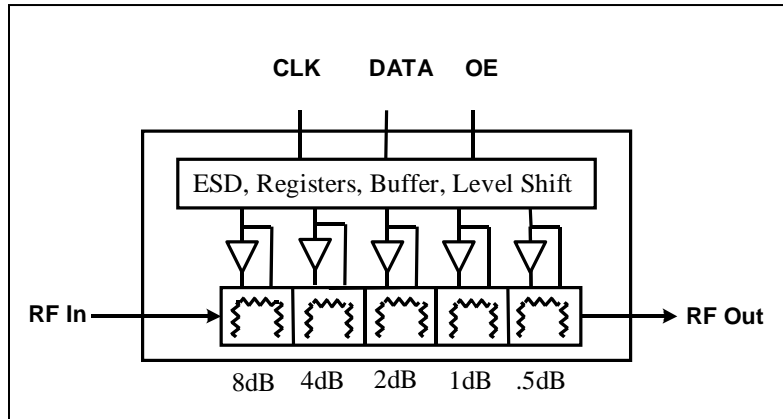 CLK DATA OE
ESD, Registers, Buffer, Level Shift
RF In RF Out
8dB 4dB 2dB 1dB .5dB